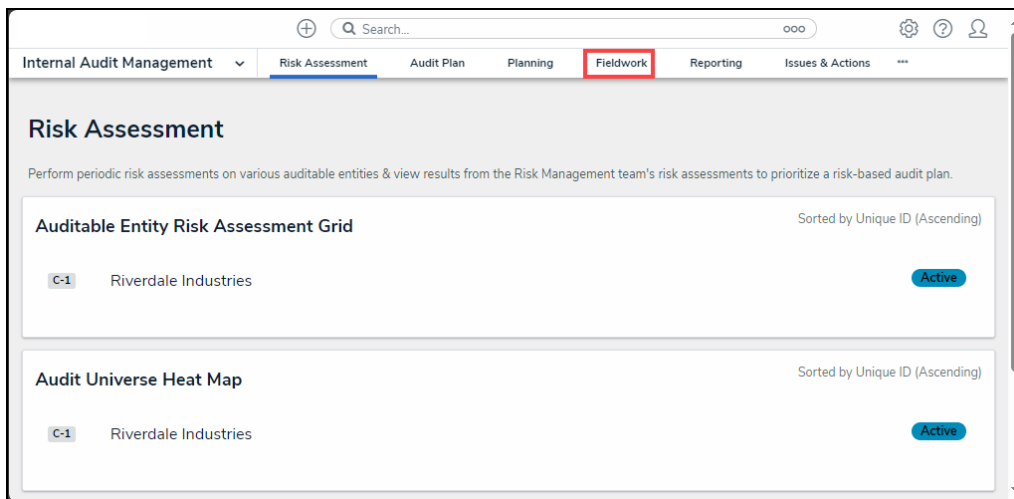 Search...
Internal Audit Management
Risk Assessment Audit Plan Planning Fieldwork Reporting Issues & Actions
Risk Assessment
Perform periodic risk assessments on various auditable entities & view results from the Risk Management team's risk assessments to prioritize a risk-based audit plan.
Auditable Entity Risk Assessment Grid Sorted by Unique ID (Ascending)
C-1 Riverdale Industries Active
Audit Universe Heat Map Sorted by Unique ID (Ascending)
C-1 Riverdale Industries Active